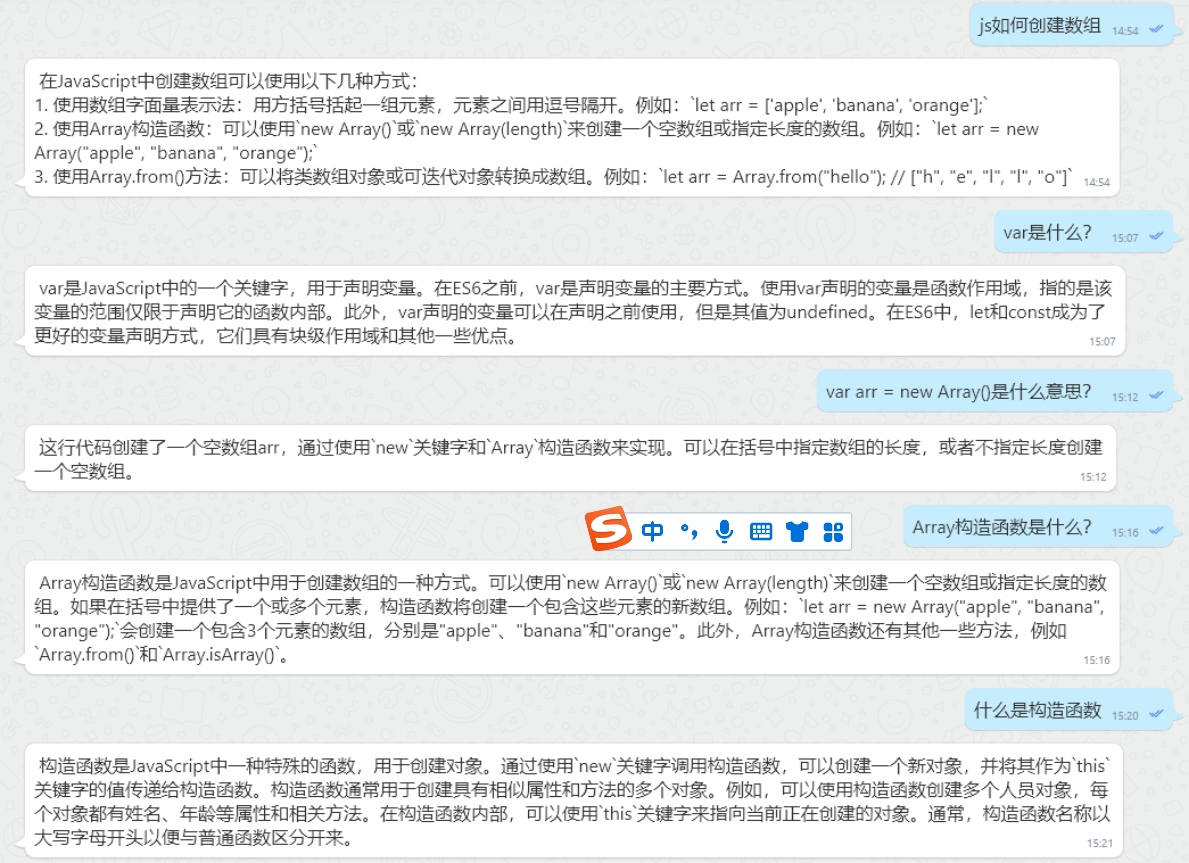 js如何创建数组 14:54
在JavaScript中创建数组可以使用以下几种方式：
1. 使用数组字面量表示法：用方括号括起一组元素，元素之间用逗号隔开。例如：`let arr = ['apple', 'banana', 'orange'];`
2. 使用Array构造函数：可以使用`new Array()`或`new Array(length)`来创建一个空数组或指定长度的数组。例如：`let arr = new
Array("apple", "banana", "orange");`
3. 使用Array.from()方法：可以将类数组对象或可迭代对象转换成数组。例如：`let arr = Array.from("hello"); // ["h", "e", "l", "l", "o"]` 14:54
var是什么？ 15:07
var是JavaScript中的一个关键字，用于声明变量。在ES6之前，var是声明变量的主要方式。使用var声明的变量是函数作用域，指的是该
变量的范围仅限于声明它的函数内部。此外，var声明的变量可以在声明之前使用，但是其值为undefined。在ES6中，let和const成为了
更好的变量声明方式，它们具有块级作用域和其他一些优点。 15:07
var arr = new Array()是什么意思？ 15:12
这行代码创建了一个空数组arr，通过使用`new`关键字和`Array`构造函数来实现。可以在括号中指定数组的长度，或者不指定长度创建
一个空数组。 15:12
S 中
Array构造函数是什么？ 15:16
Array构造函数是JavaScript中用于创建数组的一种方式。可以使用`new Array()`或`new Array(length)`来创建一个空数组或指定长度的数
组。如果在括号中提供了一个或多个元素，构造函数将创建一个包含这些元素的新数组。例如：`let arr = new Array("apple", "banana",
"orange");`会创建一个包含3个元素的数组，分别是"apple"、"banana"和"orange"。此外，Array构造函数还有其他一些方法，例如
`Array.from()`和`Array.isArray()`。 15:16
什么是构造函数 15:20
构造函数是JavaScript中一种特殊的函数，用于创建对象。通过使用`new`关键字调用构造函数，可以创建一个新对象，并将其作为`this`
关键字的值传递给构造函数。构造函数通常用于创建具有相似属性和方法的多个对象。例如，可以使用构造函数创建多个人员对象，每
个对象都有姓名、年龄等属性和相关方法。在构造函数内部，可以使用`this`关键字来指向当前正在创建的对象。通常，构造函数名称以
大写字母开头以便与普通函数区分开来。 15:21